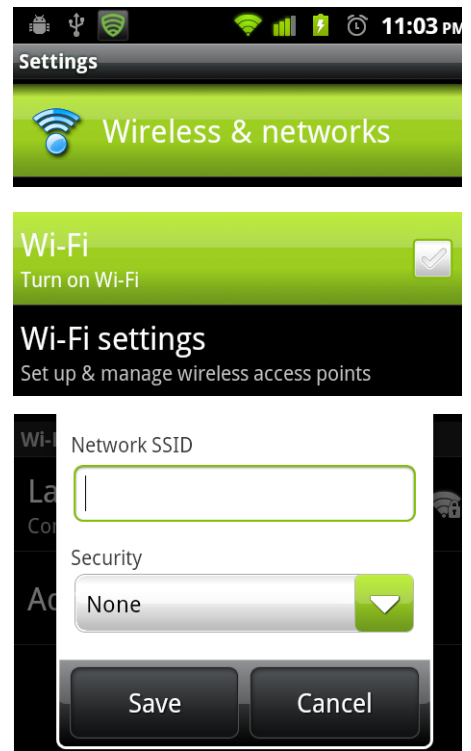 11:03 PM
Settings
Wireless & networks
Wi-Fi
Turn on Wi-Fi
Wi-Fi settings
Set up & manage wireless access points
Network SSID
Security
None
Save
Cancel